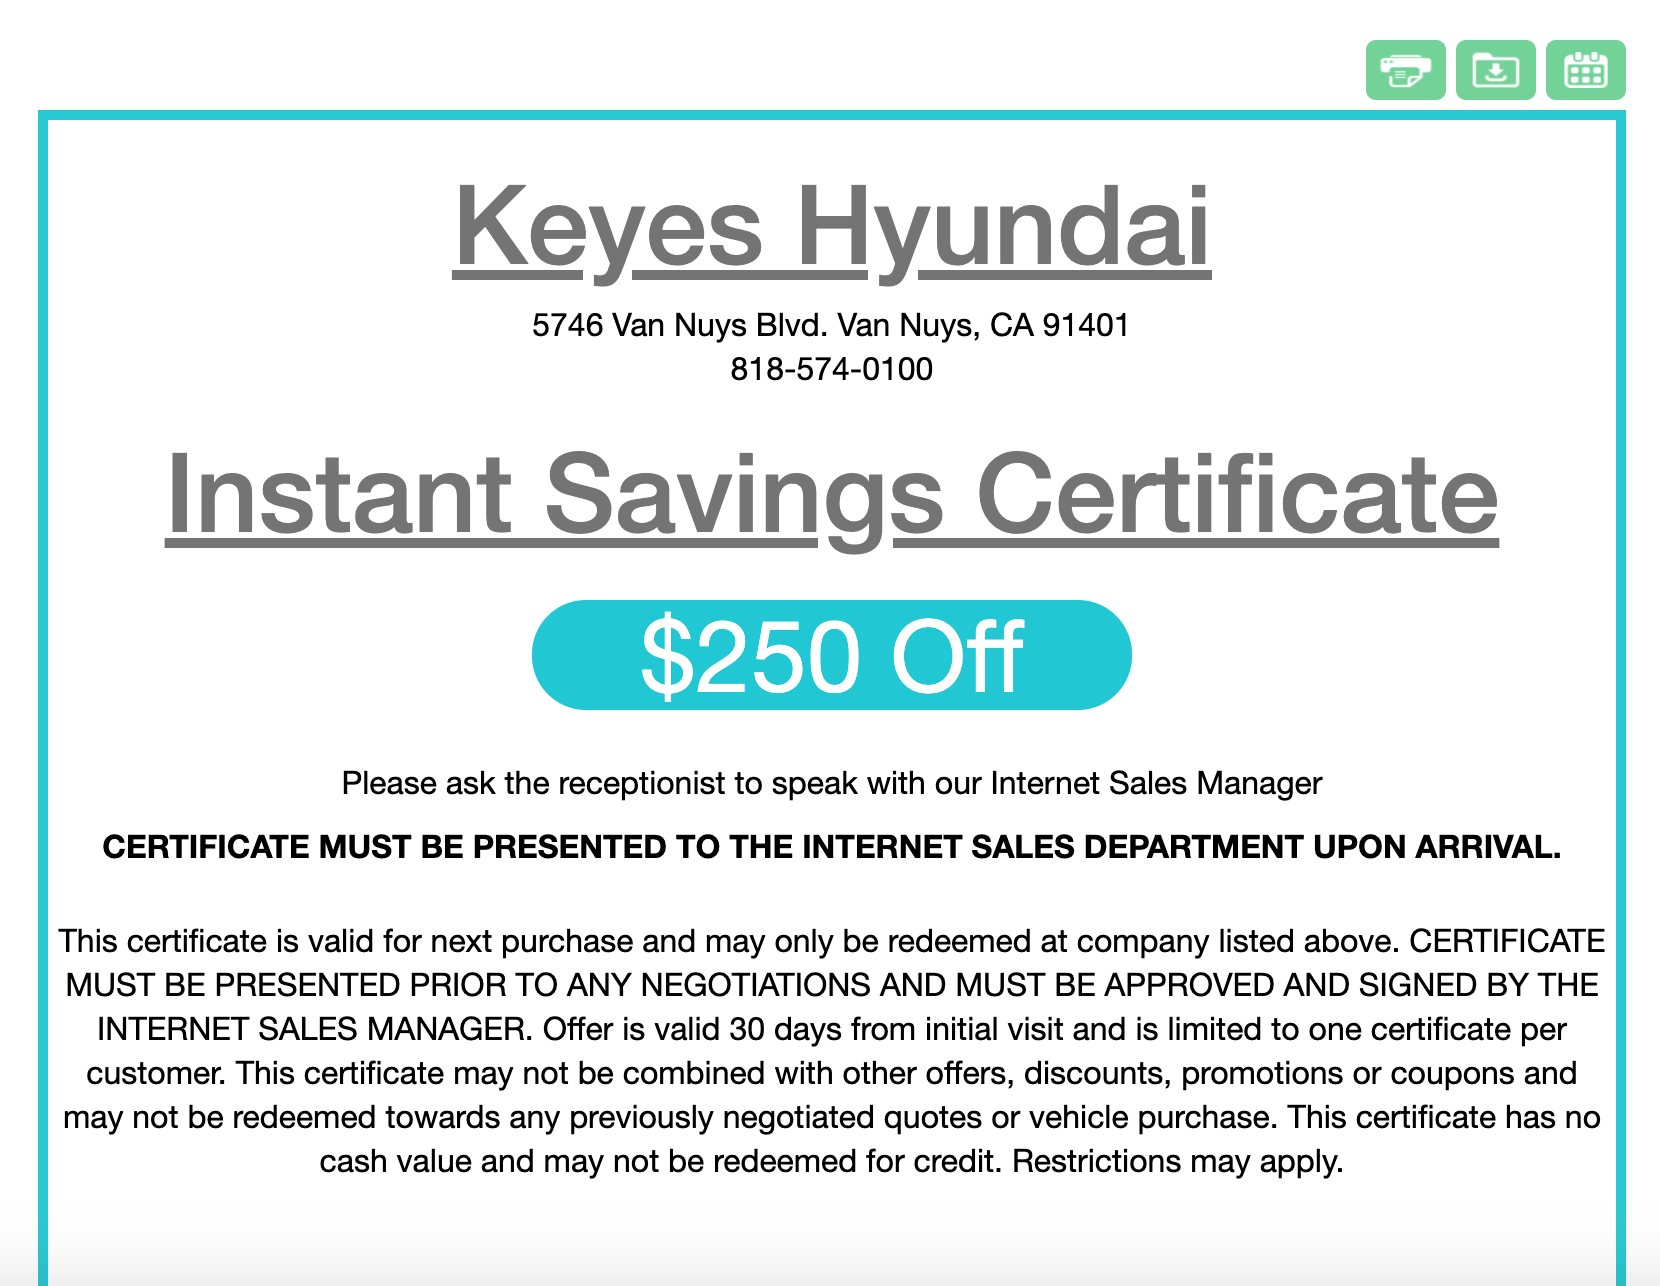 Keyes Hyundai
5746 Van Nuys Blvd. Van Nuys, CA 91401
818-574-0100
Instant Savings Certificate
$250 Off
Please ask the receptionist to speak with our Internet Sales Manager
CERTIFICATE MUST BE PRESENTED TO THE INTERNET SALES DEPARTMENT UPON ARRIVAL.
This certificate is valid for next purchase and may only be redeemed at company listed above. CERTIFICATE
MUST BE PRESENTED PRIOR TO ANY NEGOTIATIONS AND MUST BE APPROVED AND SIGNED BY THE
INTERNET SALES MANAGER. Offer is valid 30 days from initial visit and is limited to one certificate per
customer. This certificate may not be combined with other offers, discounts, promotions or coupons and
may not be redeemed towards any previously negotiated quotes or vehicle purchase. This certificate has no
cash value and may not be redeemed for credit. Restrictions may apply.